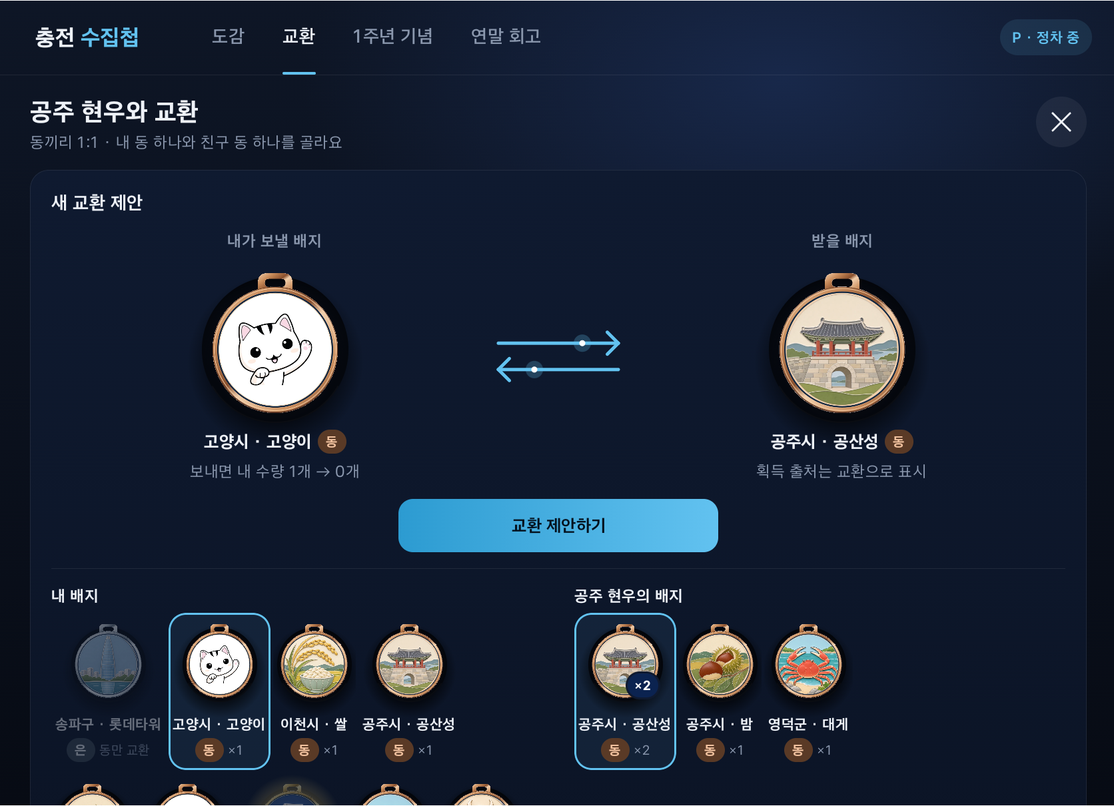 충전 수집첩 도감 교환 1주년 기념 연말 회고 P · 정차 중
공주 현우와 교환
동끼리 1:1 · 내 동 하나와 친구 동 하나를 골라요
새 교환 제안
내가 보낼 배지 받을 배지
고양시 · 고양이 동 공주시 · 공산성 동
보내면 내 수량 1개 → 0개 획득 출처는 교환으로 표시
교환 제안하기
내 배지 공주 현우의 배지
×2
송파구 · 롯데타워 고양시 · 고양이 이천시 · 쌀 공주시 · 공산성 공주시 · 공산성 공주시 · 밤 영덕군 · 대게
은 동만 교환 동 ×1 동 ×1 동 ×1 동 ×2 동 ×1 동 ×1